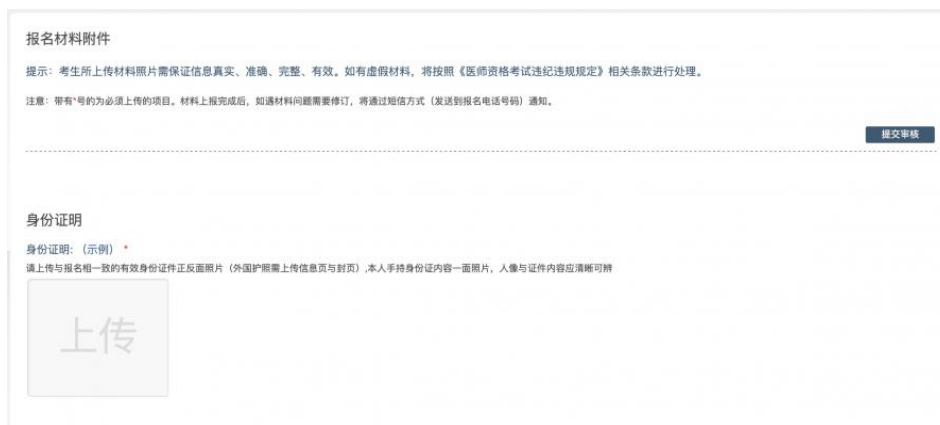 报名材料附件
提示：考生所上传材料照片需保证信息真实、准确、完整、有效。如有虚假材料，将按照《医师资格考试违纪违规规定》相关条款进行处理。
注意：带有*号的为必须上传的项目。材料上报完成后，如遇材料问题需要修订，将通过短信方式（发送到报名电话号码）通知。
提交审核
身份证明
身份证明:（示例） *
请上传与报名相一致的有效身份证件正反面照片（外国护照需上传信息页与封页）,本人手持身份证内容一面照片，人像与证件内容应清晰可辨
上传